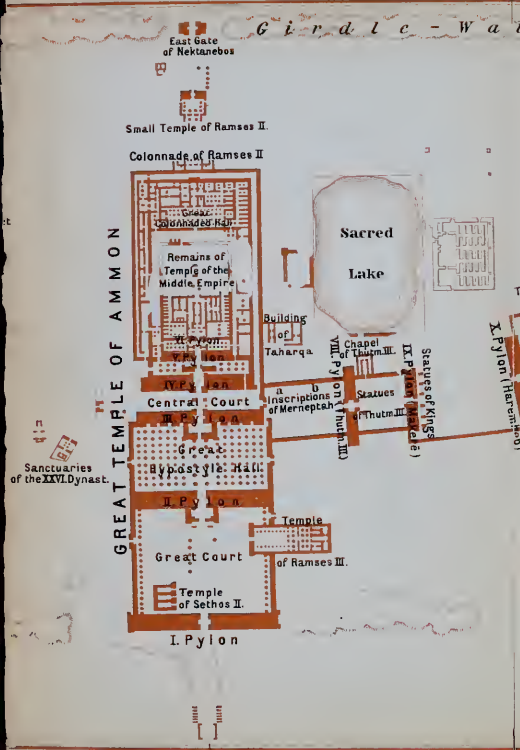 Girdle-Wal
East Gate
of Nektanebos
Small Temple of Ramses II.
Colonnade of Ramses II
Great
Colonnaded Hall
Remains of
Temple of the
Middle Empire
Sacred
Lake
GREAT TEMPLE OF AMMON
Building
of
Taharqa
VI Pylon
V Pylon
IV Pylon
Central Court
III Pylon
Chapel
of Thutm. III.
a b
Inscriptions
of Merneptah
VIII. Pylon (Thutm. III)
Statues
of Thutm. III.
IX. Pylon (Makerê)
Statues of Kings
X. Pylon (Haremheb)
Great
Hypostyle Hall
Sanctuaries
of the XXVI. Dynast.
II. Pylon
Great Court
Temple
of Ramses III.
Temple
of Sethos II.
I. Pylon